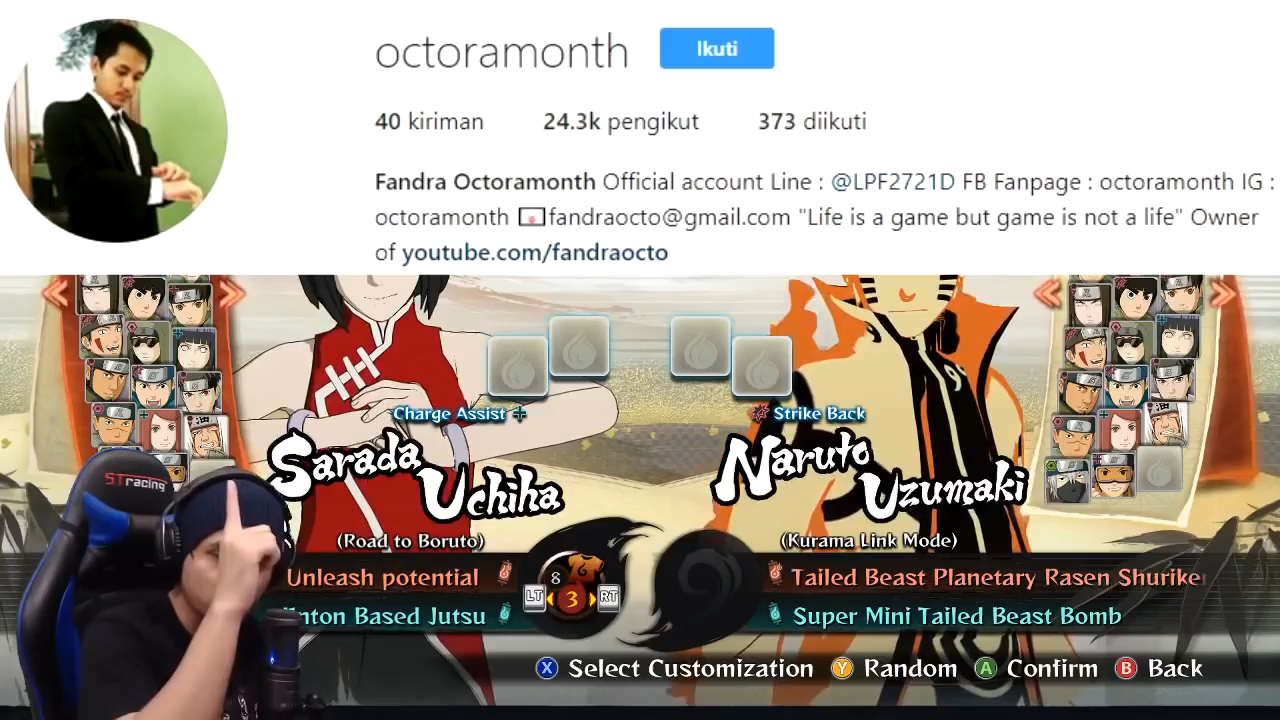 octoramonth Ikuti
40 kiriman 24.3k pengikut 373 diikuti
Fandra Octoramonth Official account Line : @LPF2721D FB Fanpage : octoramonth IG :
octoramonth fandraocto@gmail.com "Life is a game but game is not a life" Owner
of youtube.com/fandraocto
Charge Assist
Strike Back
Sarada Uchiha
Naruto Uzumaki
(Road to Boruto)
(Kurama Link Mode)
STracing
Unleash potential
Tailed Beast Planetary Rasen Shurike
8
LT 3 RT
Based Jutsu
Super Mini Tailed Beast Bomb
X Select Customization Y Random A Confirm B Back